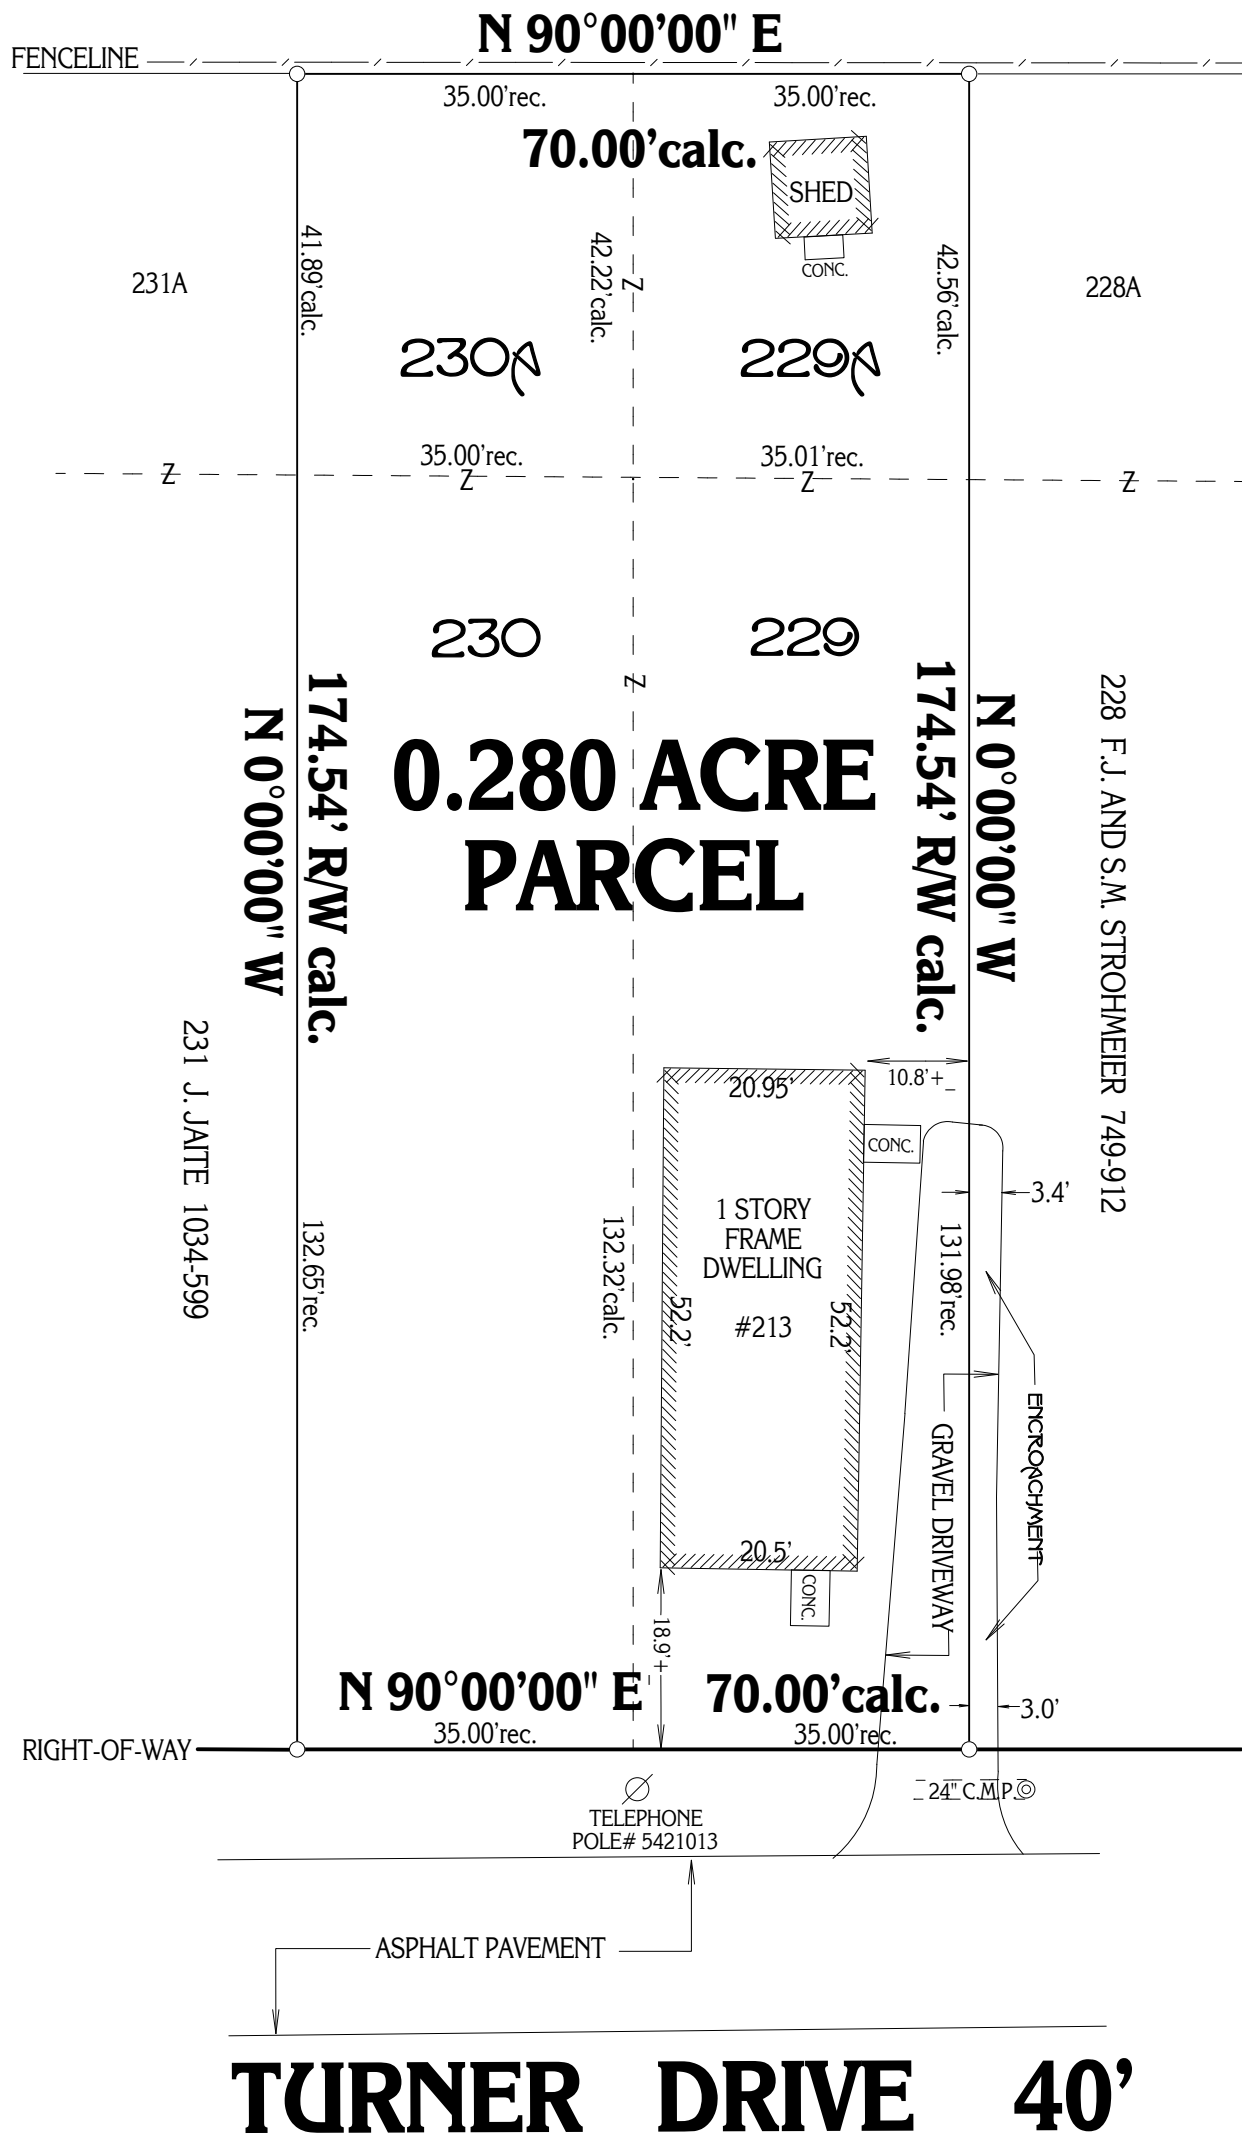 N 90°00'00" E
FENCELINE
35.00'rec.
35.00'rec.
70.00'calc.
SHED
CONC.
41.89'calc.
42.22'calc.
Z
42.56'calc.
231A
228A
230A
229A
35.00'rec.
35.01'rec.
Z
Z
Z
Z
230
229
Z
0.280 ACRE
PARCEL
N 0°00'00" W
174.54' R/W calc.
174.54' R/W calc.
N 0°00'00" W
228 F.J. AND S.M. STROHMEIER 749-912
231 J. JAITE 1034-599
20.95'
10.8'+_
CONC.
3.4'
1 STORY
FRAME
DWELLING
#213
52.2'
52.2'
132.65'rec.
132.32'calc.
131.98'rec.
ENCROACHMENT
GRAVEL DRIVEWAY
20.5'
CONC.
18.9'+_
N 90°00'00" E
70.00'calc.
3.0'
35.00'rec.
35.00'rec.
RIGHT-OF-WAY
24" C.M.P.
TELEPHONE
POLE# 5421013
ASPHALT PAVEMENT
TURNER DRIVE 40'